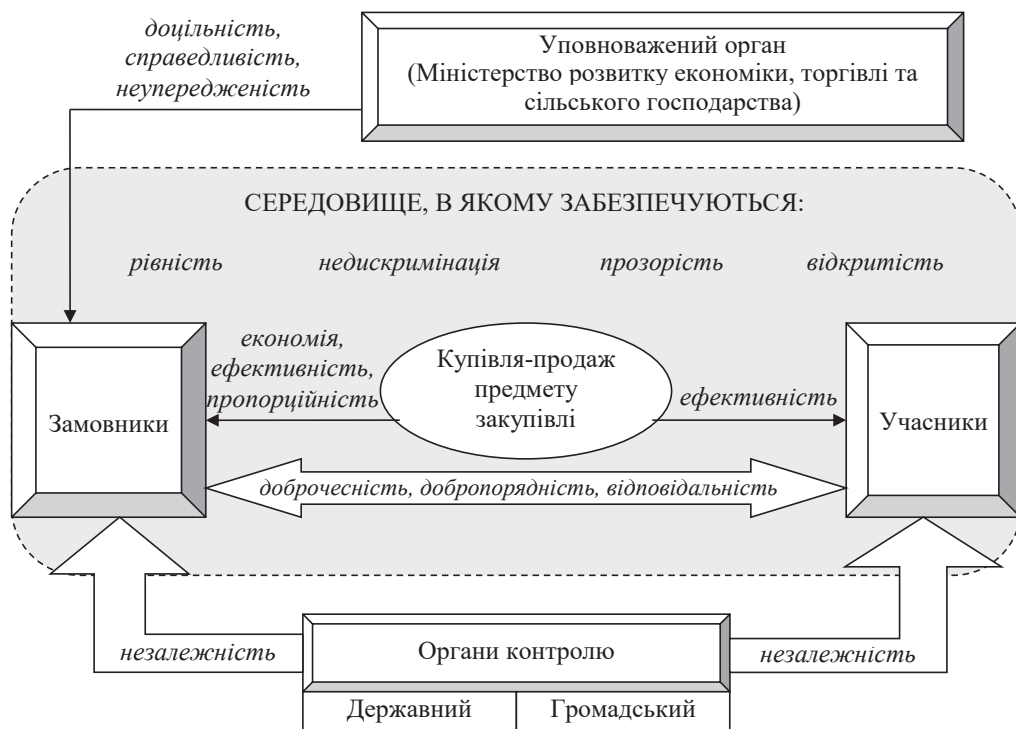 доцільність,
справедливість,
неупередженість
Уповноважений орган
(Міністерство розвитку економіки, торгівлі та
сільського господарства)
СЕРЕДОВИЩЕ, В ЯКОМУ ЗАБЕЗПЕЧУЮТЬСЯ:
рівність недискримінація прозорість відкритість
Замовники
економія,
ефективність,
пропорційність
Купівля-продаж
предмету
закупівлі
ефективність
Учасники
доброчесність, добропорядність, відповідальність
незалежність
Органи контролю
незалежність
Державний Громадський